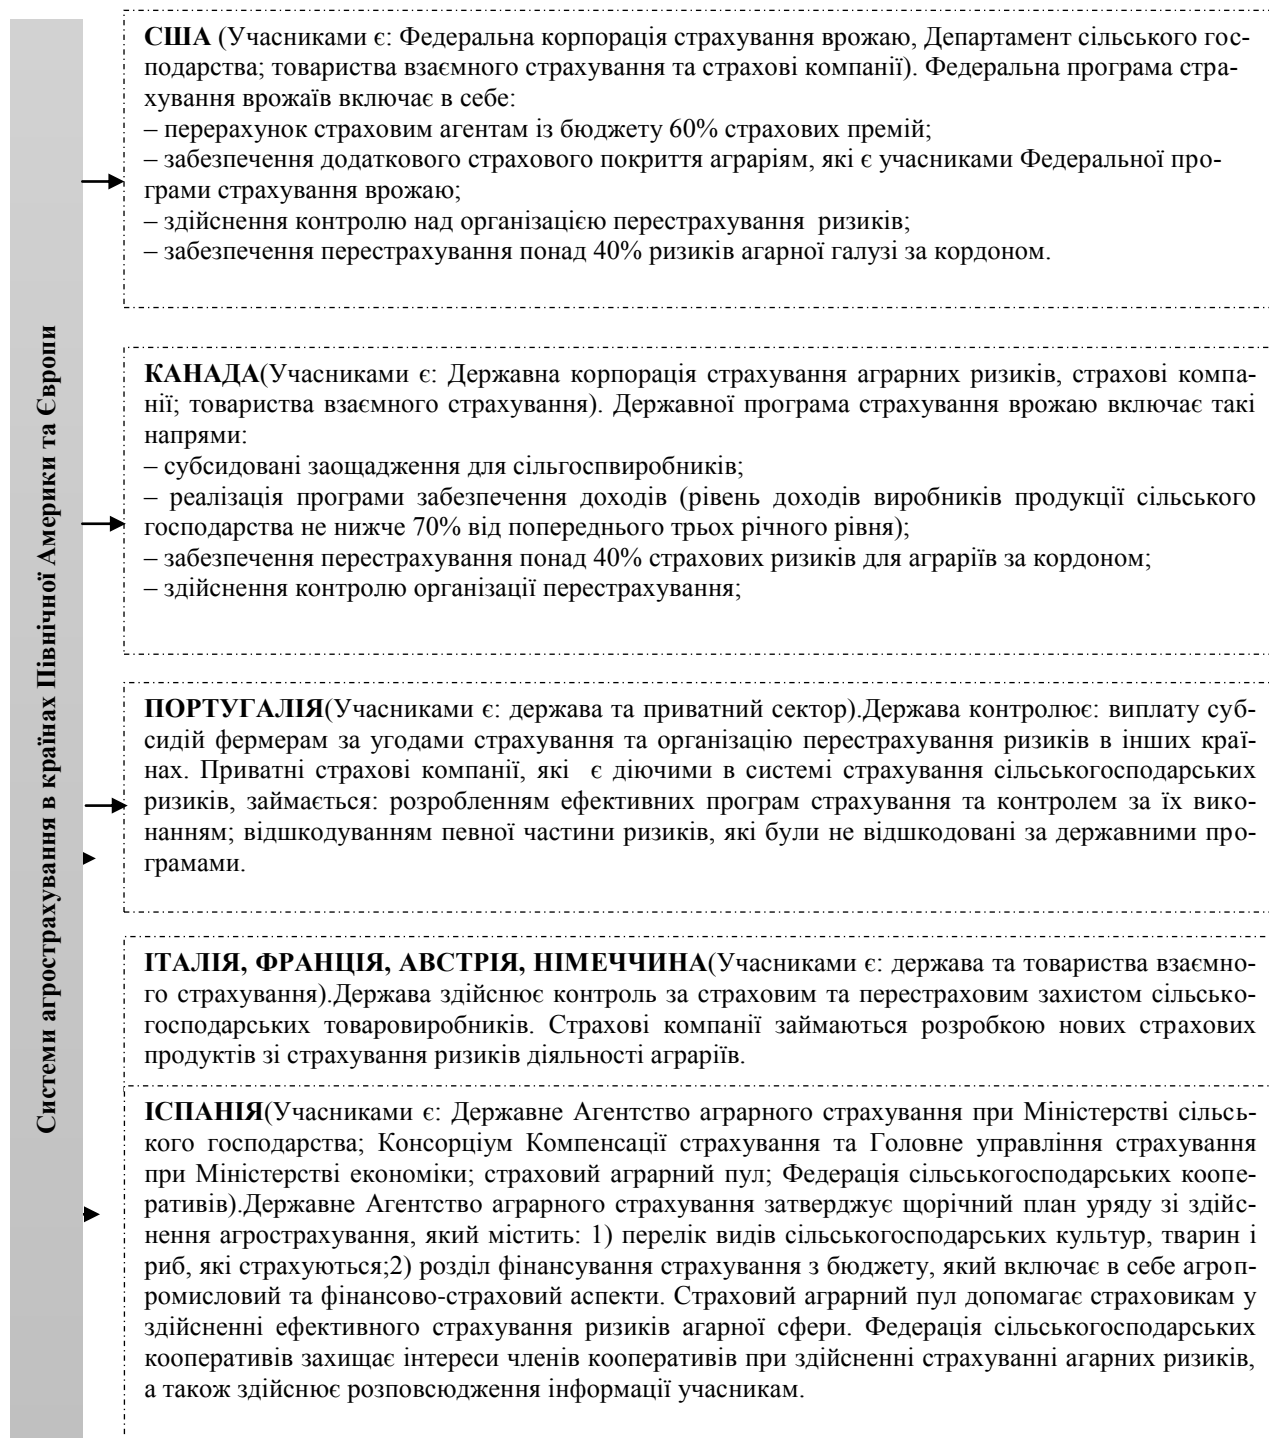 Системи агрострахування в країнах Північної Америки та Європи
США (Учасниками є: Федеральна корпорація страхування врожаю, Департамент сільського гос-
подарства; товариства взаємного страхування та страхові компанії). Федеральна програма стра-
хування врожаїв включає в себе:
– перерахунок страховим агентам із бюджету 60% страхових премій;
– забезпечення додаткового страхового покриття аграріям, які є учасниками Федеральної про-
грами страхування врожаю;
– здійснення контролю над організацією перестрахування ризиків;
– забезпечення перестрахування понад 40% ризиків агарної галузі за кордоном.
КАНАДА(Учасниками є: Державна корпорація страхування аграрних ризиків, страхові компа-
нії; товариства взаємного страхування). Державної програма страхування врожаю включає такі
напрями:
– субсидовані заощадження для сільгоспвиробників;
– реалізація програми забезпечення доходів (рівень доходів виробників продукції сільського
господарства не нижче 70% від попереднього трьох річного рівня);
– забезпечення перестрахування понад 40% страхових ризиків для аграріїв за кордоном;
– здійснення контролю організації перестрахування;
ПОРТУГАЛІЯ(Учасниками є: держава та приватний сектор).Держава контролює: виплату суб-
сидій фермерам за угодами страхування та організацію перестрахування ризиків в інших краї-
нах. Приватні страхові компанії, які є діючими в системі страхування сільськогосподарських
ризиків, займається: розробленням ефективних програм страхування та контролем за їх вико-
нанням; відшкодуванням певної частини ризиків, які були не відшкодовані за державними про-
грамами.
ІТАЛІЯ, ФРАНЦІЯ, АВСТРІЯ, НІМЕЧЧИНА(Учасниками є: держава та товариства взаємно-
го страхування).Держава здійснює контроль за страховим та перестраховим захистом сільсько-
господарських товаровиробників. Страхові компанії займаються розробкою нових страхових
продуктів зі страхування ризиків діяльності аграріїв.
ІСПАНІЯ(Учасниками є: Державне Агентство аграрного страхування при Міністерстві сільсь-
кого господарства; Консорціум Компенсації страхування та Головне управління страхування
при Міністерстві економіки; страховий аграрний пул; Федерація сільськогосподарських коопе-
ративів).Державне Агентство аграрного страхування затверджує щорічний план уряду зі здійс-
нення агрострахування, який містить: 1) перелік видів сільськогосподарських культур, тварин і
риб, які страхуються;2) розділ фінансування страхування з бюджету, який включає в себе агроп-
ромисловий та фінансово-страховий аспекти. Страховий аграрний пул допомагає страховикам у
здійсненні ефективного страхування ризиків агарної сфери. Федерація сільськогосподарських
кооперативів захищає інтереси членів кооперативів при здійсненні страхуванні агарних ризиків,
а також здійснює розповсюдження інформації учасникам.